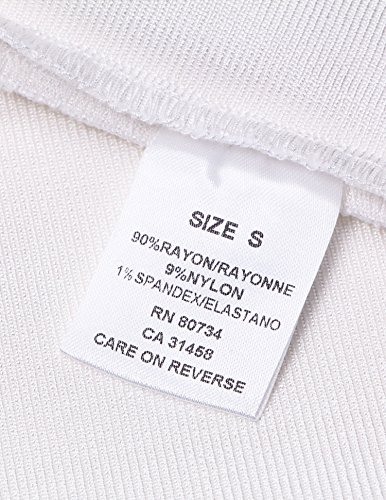 SIZE S
90%RAYON/RAYONNE
9%NYLON
1%SPANDEX/ELASTANO
RN 80734
CA 31458
CARE ON REVERSE